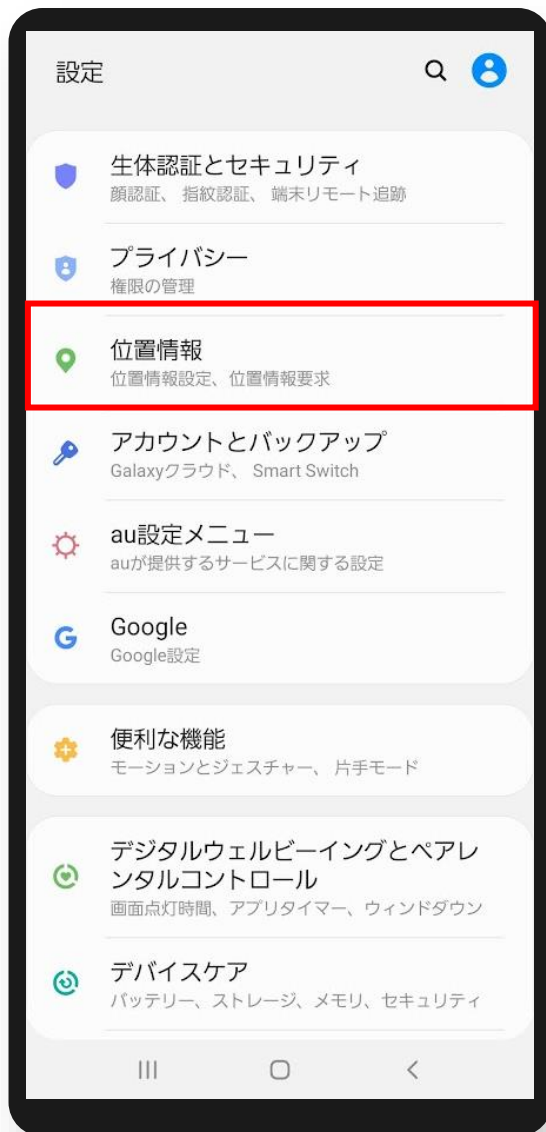 設定
生体認証とセキュリティ
顔認証、 指紋認証、 端末リモート追跡
プライバシー
権限の管理
位置情報
位置情報設定、位置情報要求
アカウントとバックアップ
Galaxyクラウド、 Smart Switch
au設定メニュー
auが提供するサービスに関する設定
Google
Google設定
便利な機能
モーションとジェスチャー、 片手モード
デジタルウェルビーイングとペアレ
ンタルコントロール
画面点灯時間、アプリタイマー、ウィンドダウン
デバイスケア
バッテリー、ストレージ、メモリ、セキュリティ